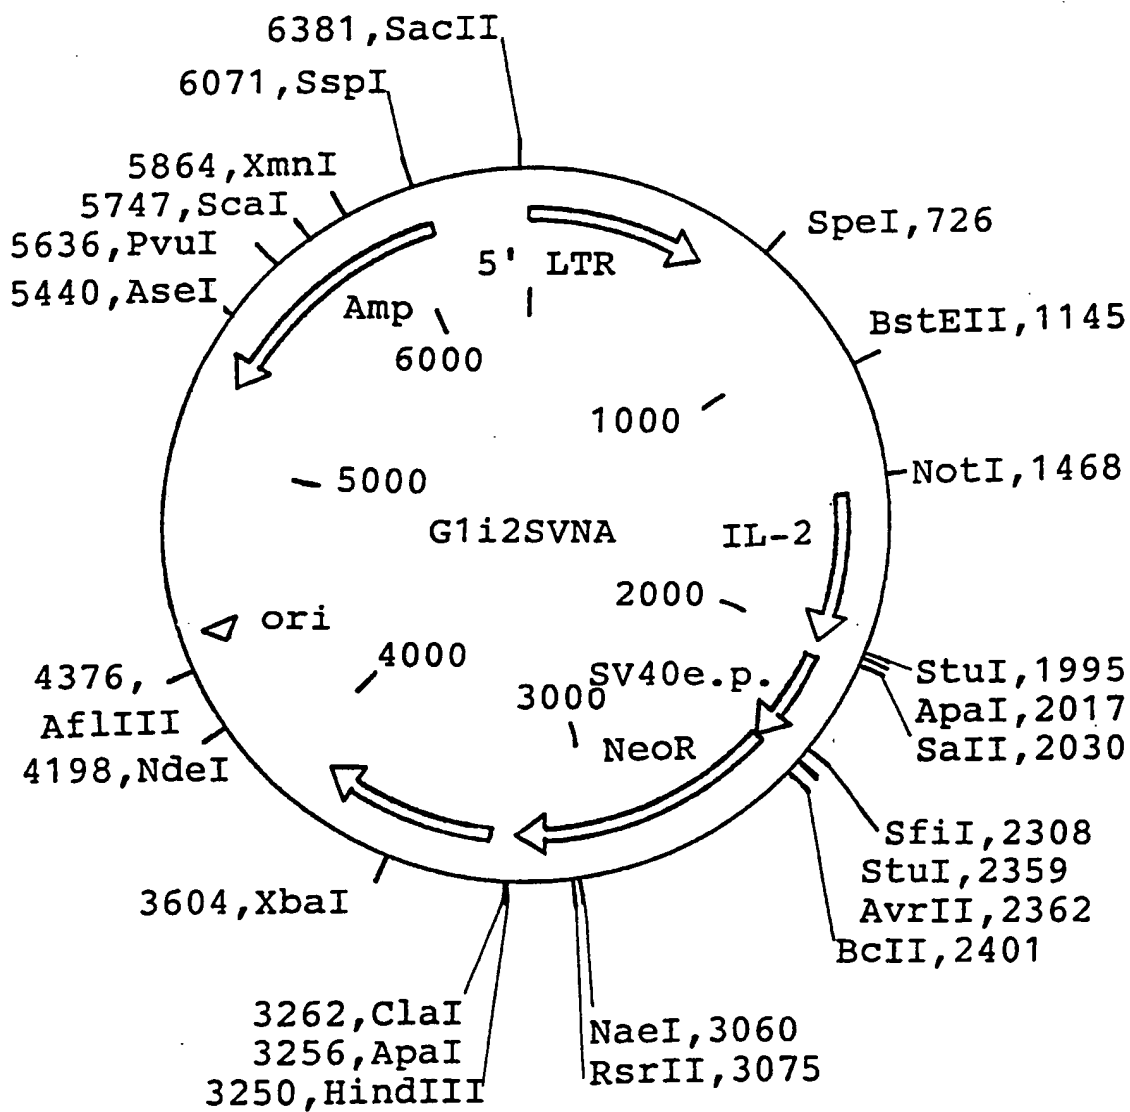 6381,SacII
6071,SspI
5864,XmnI
5747,ScaI
5636,PvuI
5440,AseI
SpeI,726
BstEII,1145
NotI,1468
5' LTR
Amp
6000
1000
5000
G1i2SVNA
IL-2
2000
ori
4000
SV40e.p.
3000
NeoR
4376,
AflIII
4198,NdeI
StuI,1995
ApaI,2017
SaII,2030
SfiI,2308
StuI,2359
AvrII,2362
BcII,2401
3604,XbaI
3262,ClaI
3256,ApaI
3250,HindIII
NaeI,3060
RsrII,3075